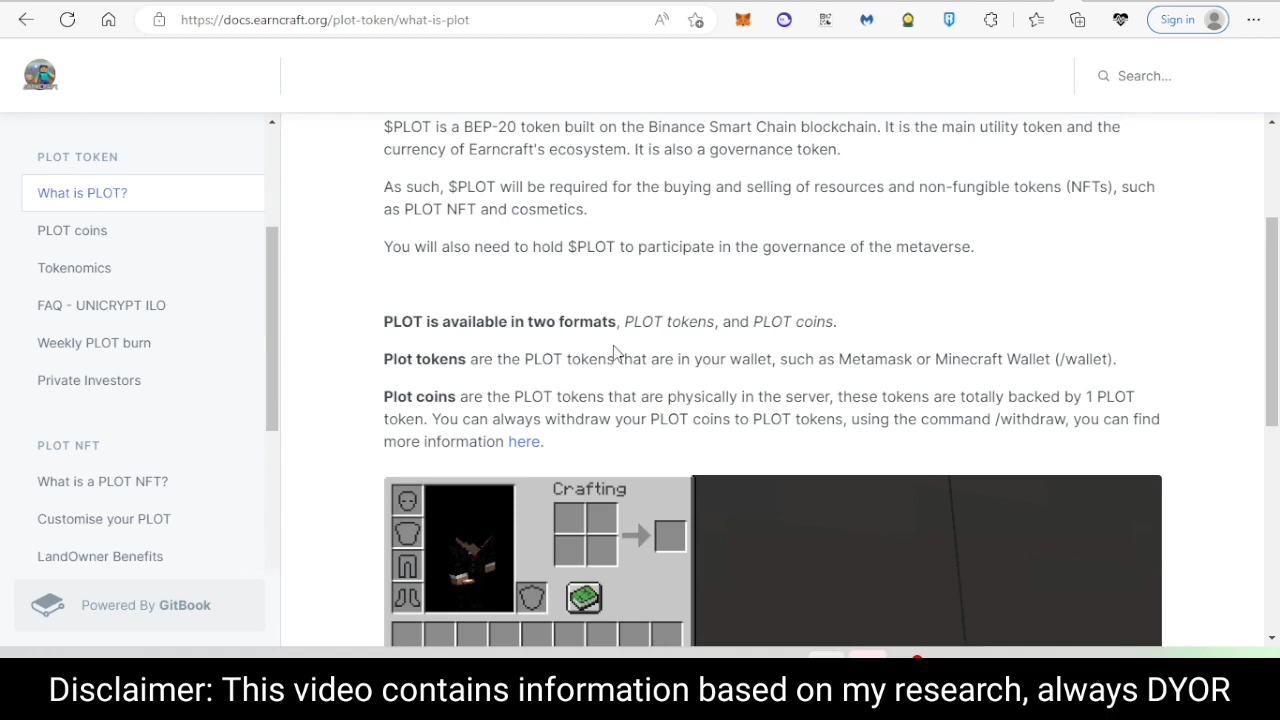 https://docs.earncraft.org/plot-token/what-is-plot
Sign in
Search...
PLOT TOKEN
What is PLOT?
PLOT coins
Tokenomics
FAQ - UNICRYPT ILO
Weekly PLOT burn
Private Investors
PLOT NFT
What is a PLOT NFT?
Customise your PLOT
LandOwner Benefits
Powered By GitBook
$PLOT is a BEP-20 token built on the Binance Smart Chain blockchain. It is the main utility token and the
currency of Earncraft's ecosystem. It is also a governance token.
As such, $PLOT will be required for the buying and selling of resources and non-fungible tokens (NFTs), such
as PLOT NFT and cosmetics.
You will also need to hold $PLOT to participate in the governance of the metaverse.
PLOT is available in two formats, PLOT tokens, and PLOT coins.
Plot tokens are the PLOT tokens that are in your wallet, such as Metamask or Minecraft Wallet (/wallet).
Plot coins are the PLOT tokens that are physically in the server, these tokens are totally backed by 1 PLOT
token. You can always withdraw your PLOT coins to PLOT tokens, using the command /withdraw, you can find
more information here.
Crafting
Disclaimer: This video contains information based on my research, always DYOR